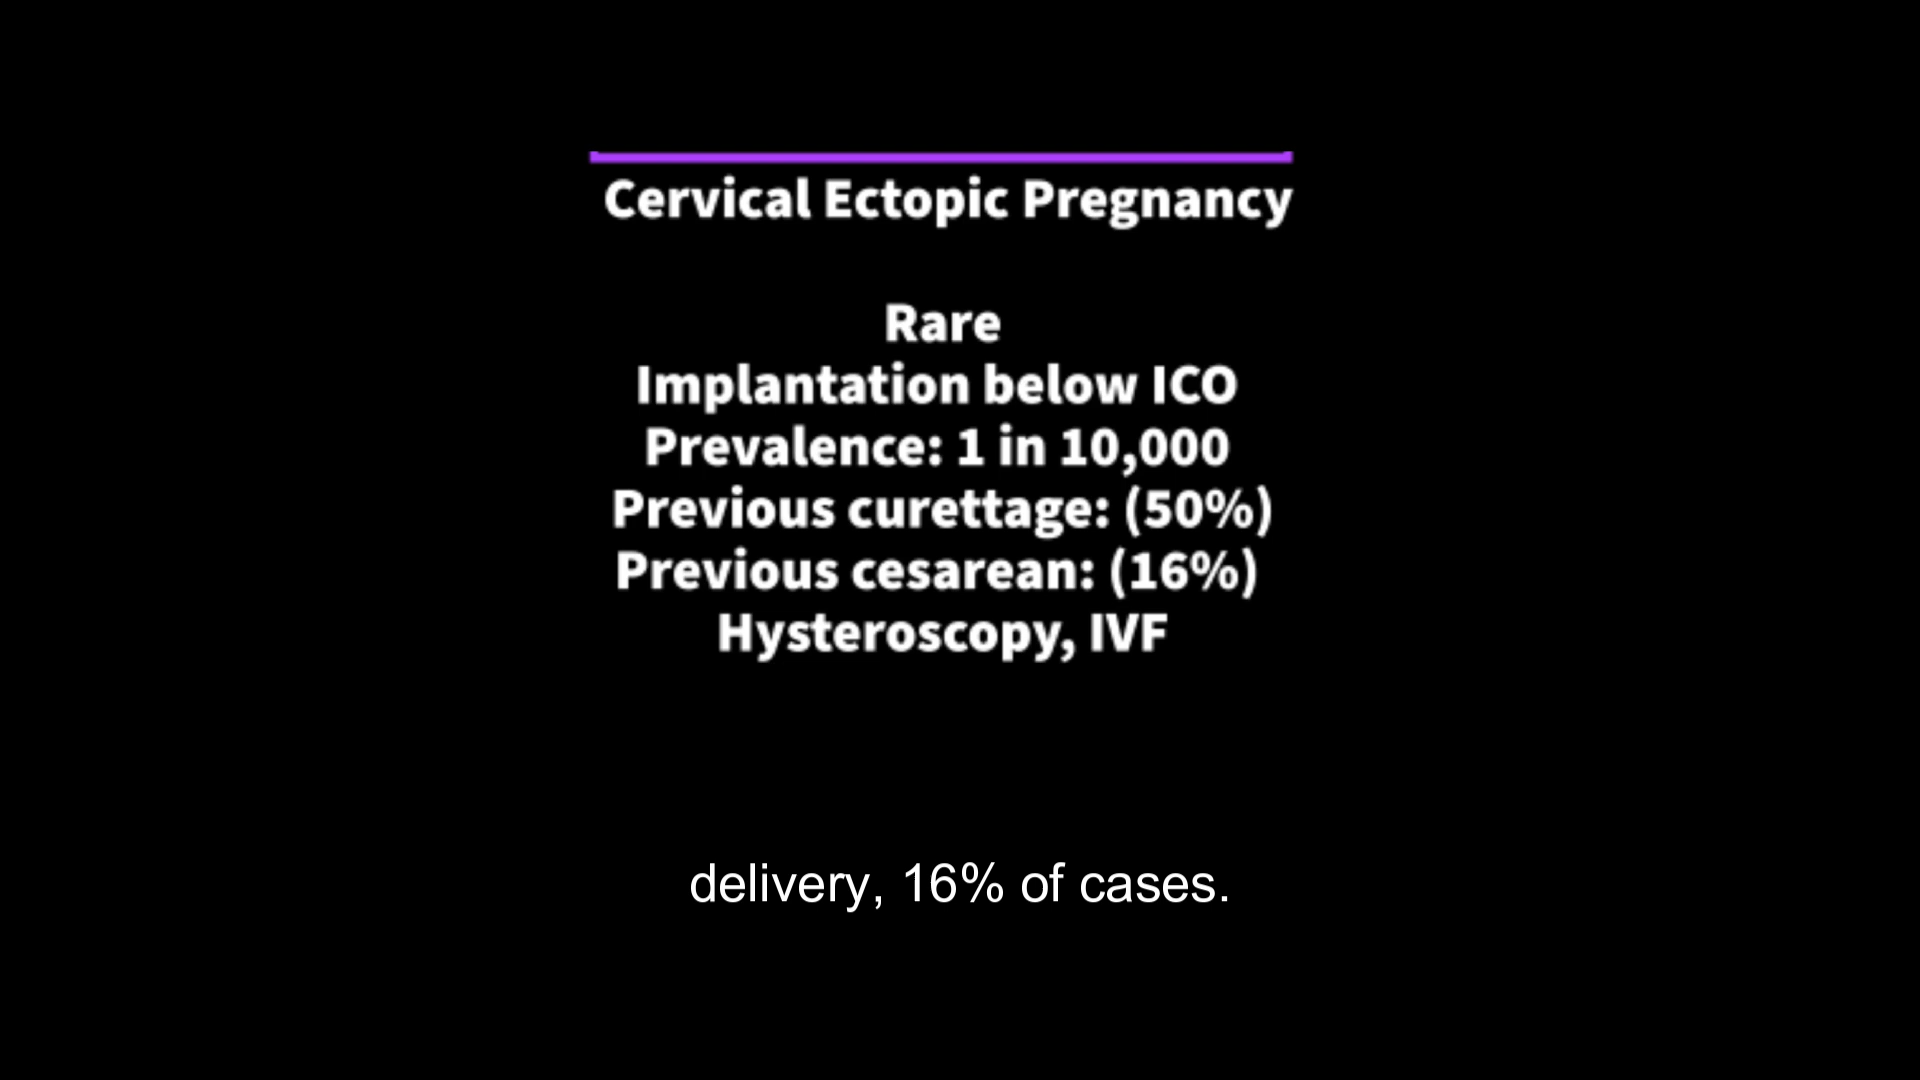 Cervical Ectopic Pregnancy
Rare
Implantation below ICO
Prevalence: 1 in 10,000
Previous curettage: (50%)
Previous cesarean: (16%)
Hysteroscopy, IVF
delivery, 16% of cases.